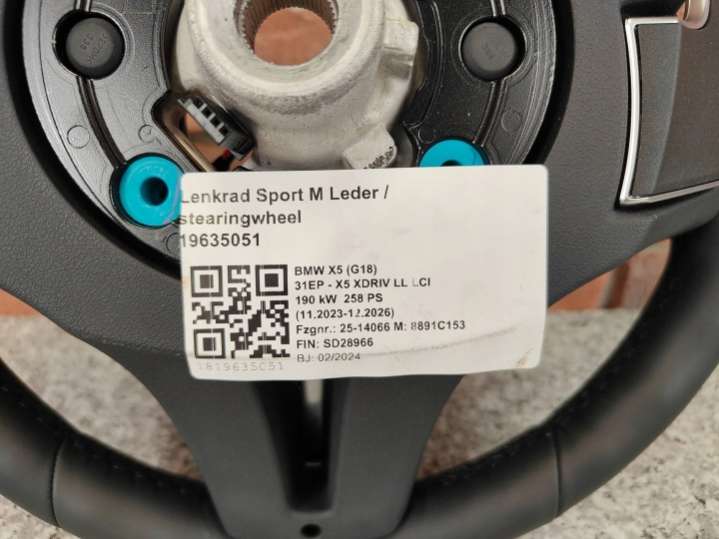 Lenkrad Sport M Leder /
stearingwheel
19635051
BMW X5 (G18)
31EP - X5 XDRIV LL LCI
190 kW 258 PS
(11.2023-12.2026)
Fzgnr.: 25-14066 M: 8891C153
FIN: SD28966
BJ: 02/2024
1819635C51